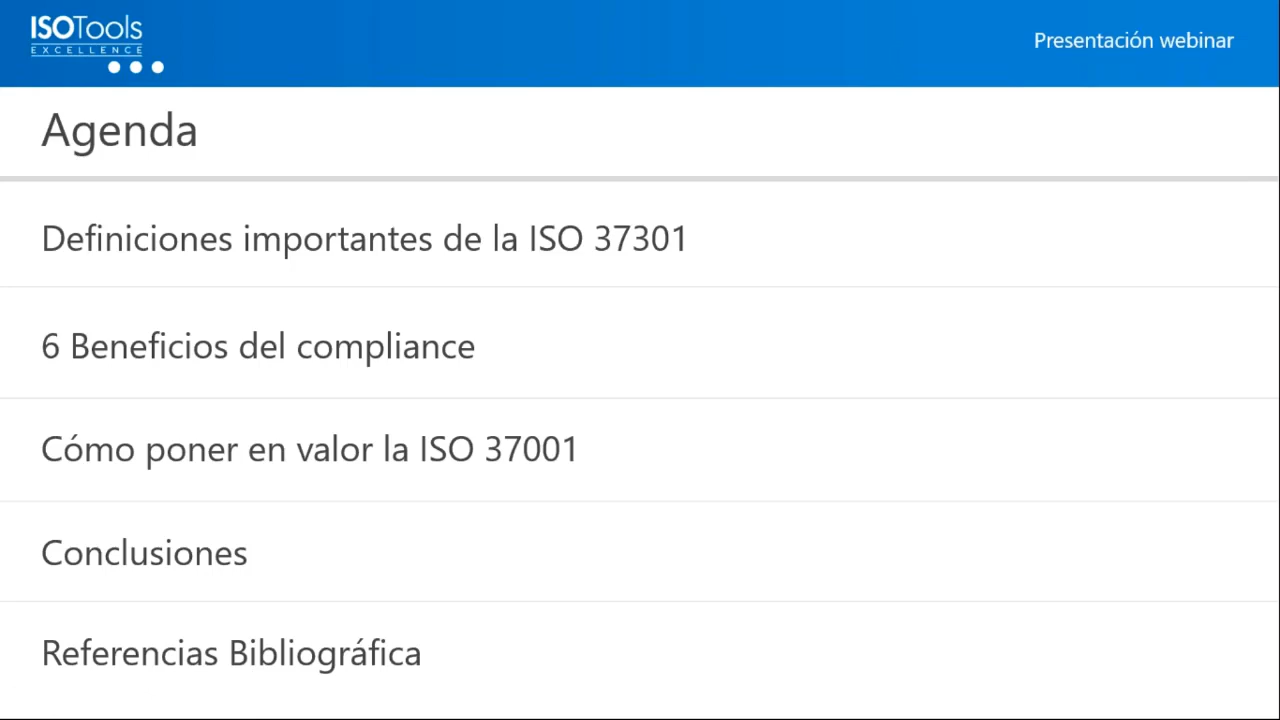 ISOTools
EXCELLENCE
Presentación webinar
Agenda
Definiciones importantes de la ISO 37301
6 Beneficios del compliance
Cómo poner en valor la ISO 37001
Conclusiones
Referencias Bibliográfica